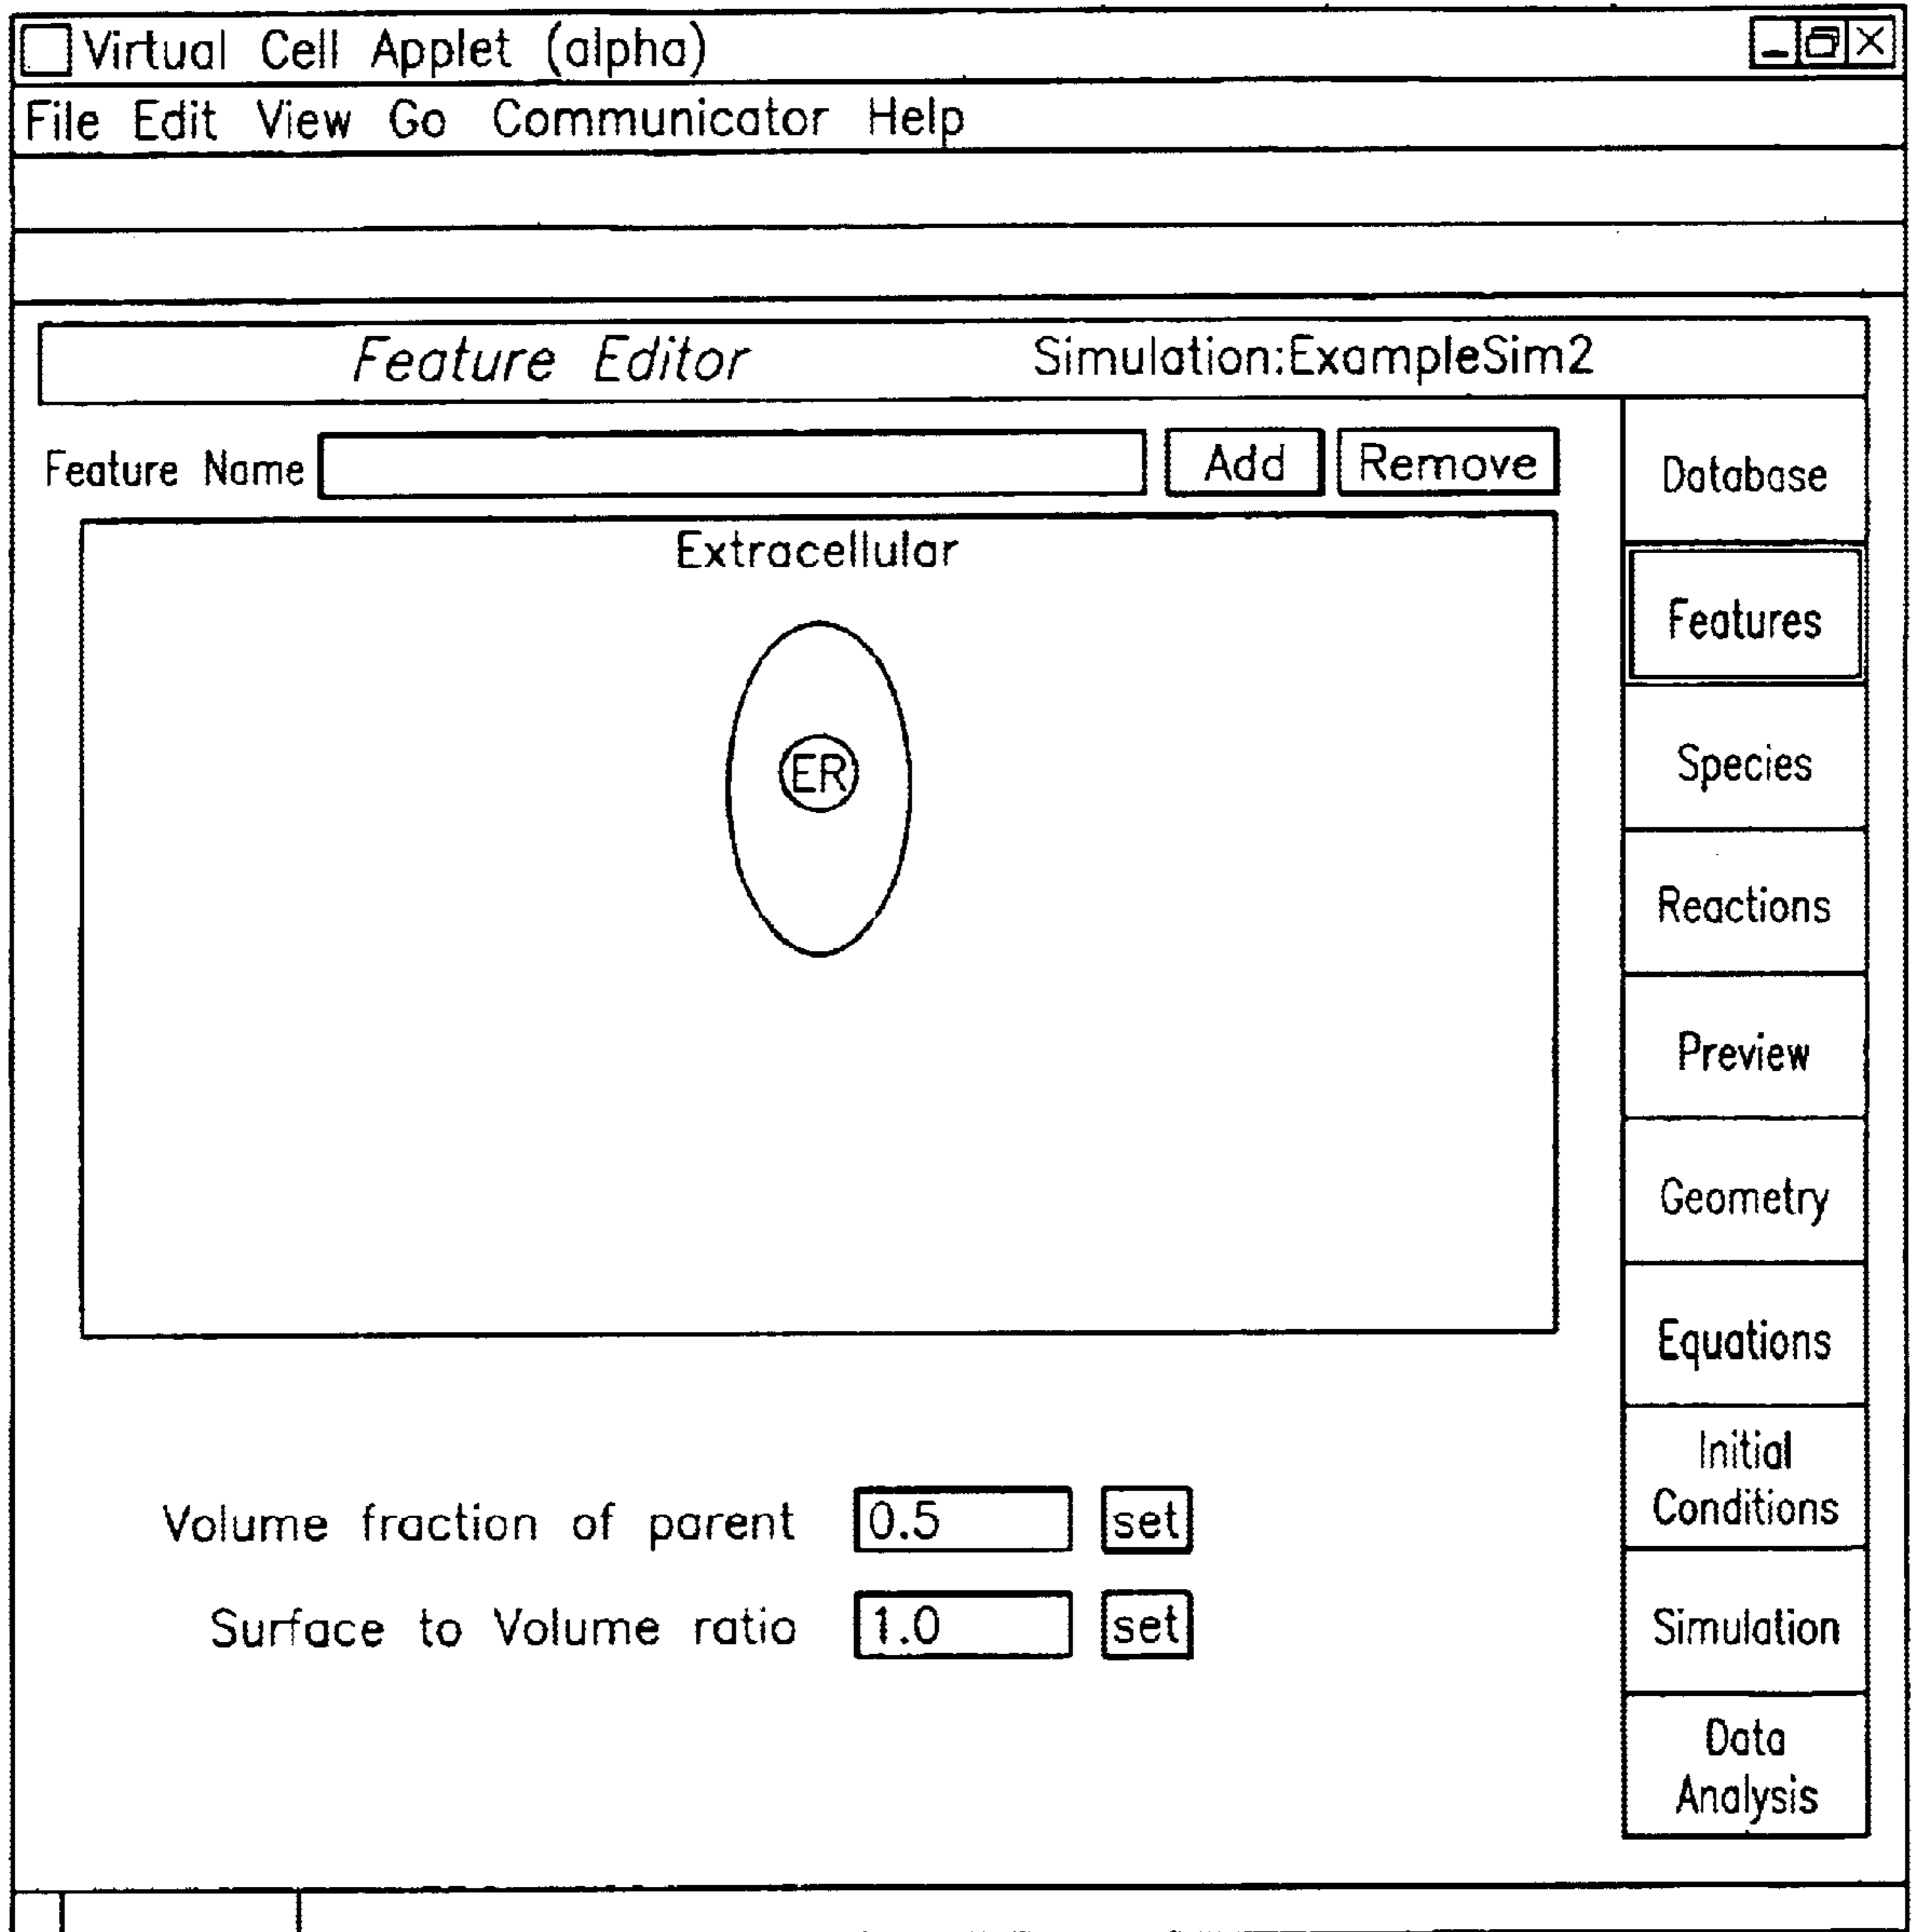 Virtual Cell Applet (alpha)
File Edit View Go Communicator Help
Feature Editor Simulation:ExampleSim2
Feature Name Add Remove
Extracellular
ER
Volume fraction of parent 0.5 set
Surface to Volume ratio 1.0 set
Database
Features
Species
Reactions
Preview
Geometry
Equations
Initial
Conditions
Simulation
Data
Analysis